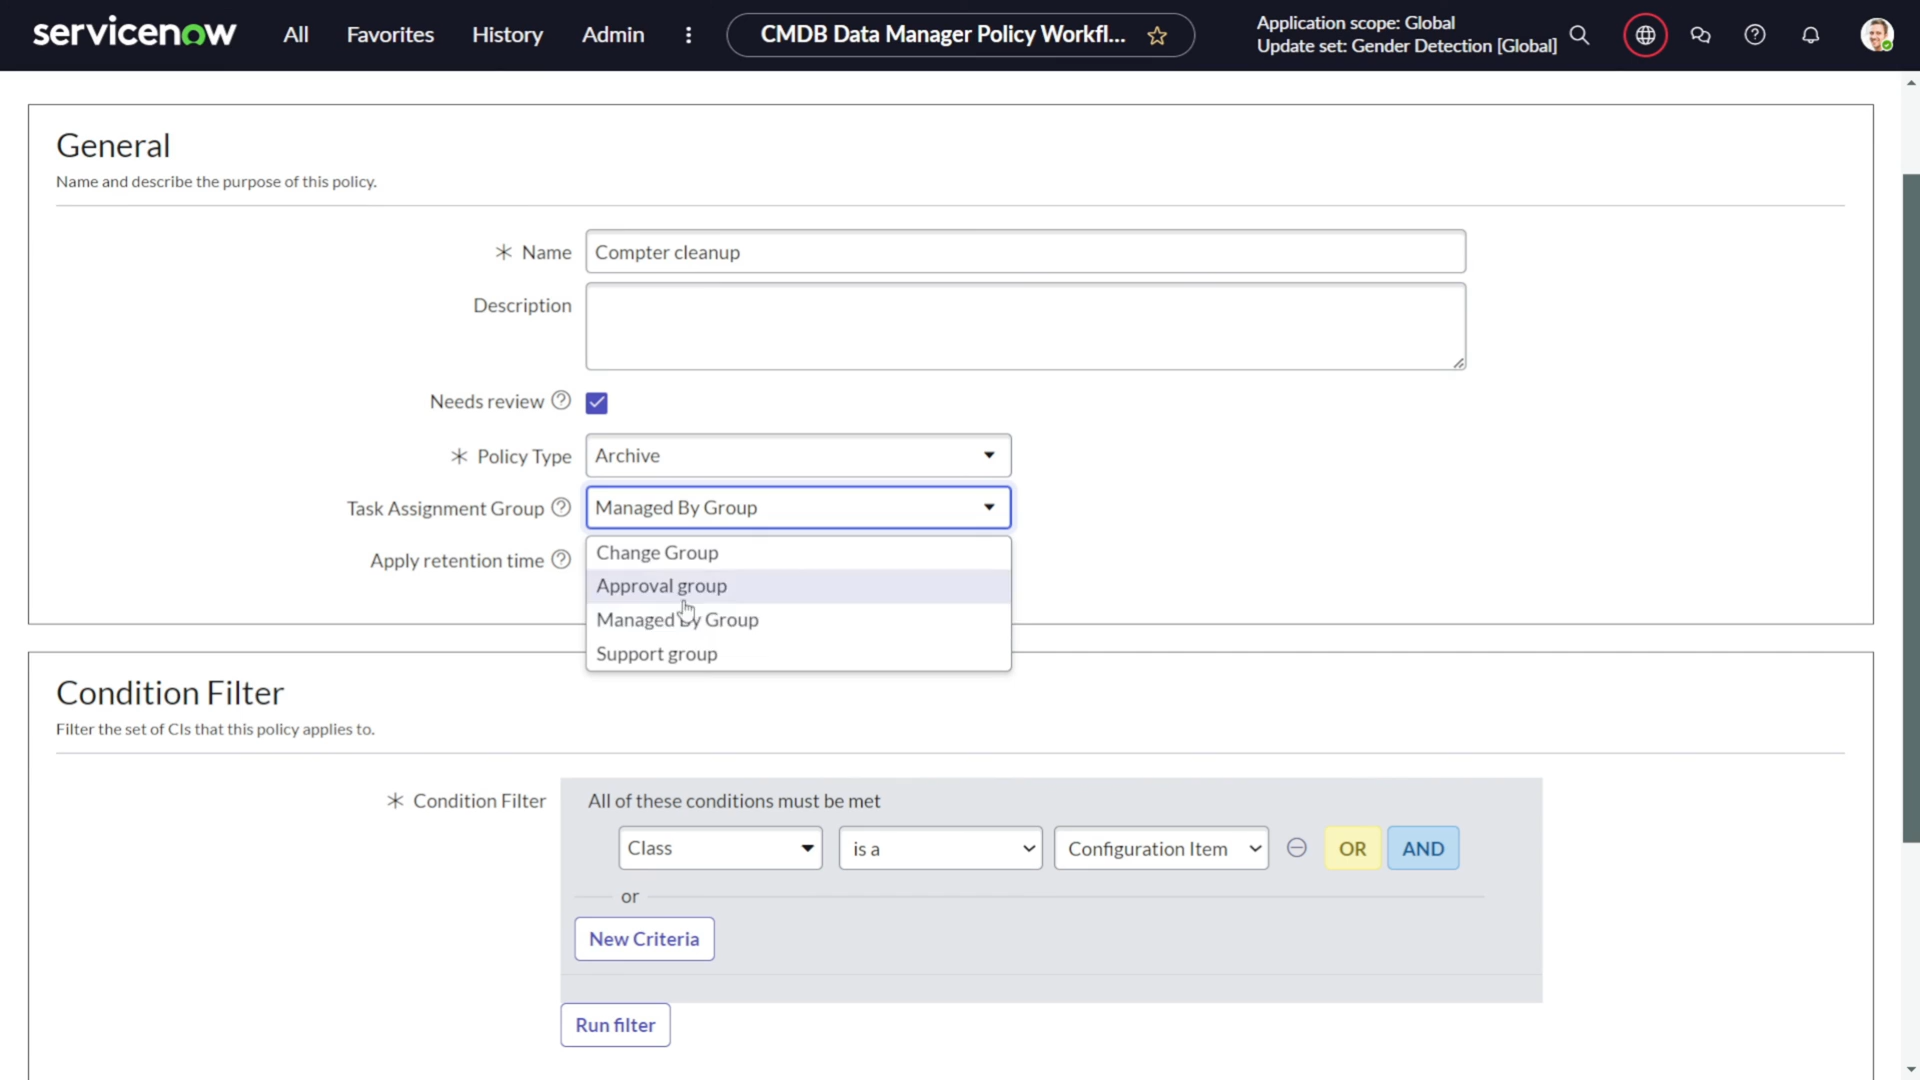 servicenow All Favorites History Admin CMDB Data Manager Policy Workfl... Application scope: Global
Update set: Gender Detection [Global]
General
Name and describe the purpose of this policy.
* Name Compter cleanup
Description
Needs review
* Policy Type Archive
Task Assignment Group Managed By Group
Apply retention time
Change Group
Approval group
Managed By Group
Support group
Condition Filter
Filter the set of CIs that this policy applies to.
* Condition Filter All of these conditions must be met
Class is a Configuration Item OR AND
or
New Criteria
Run filter